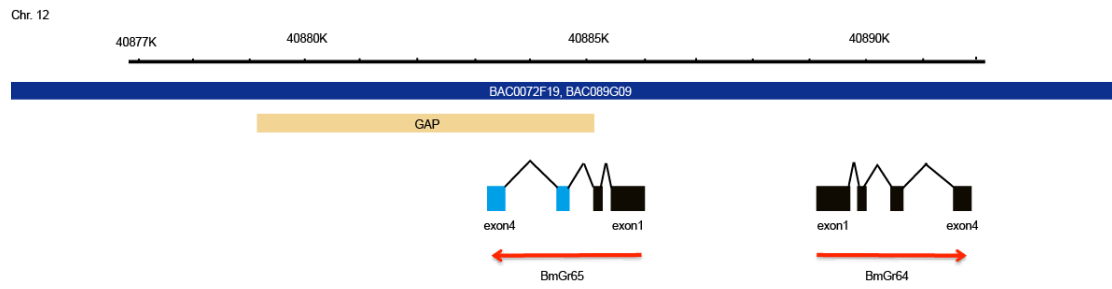 Chr. 12
40877K 40880K 40885K 40890K
BAC0072F19, BAC089G09
GAP
exon4 exon1 exon1 exon4
BmGr65 BmGr64